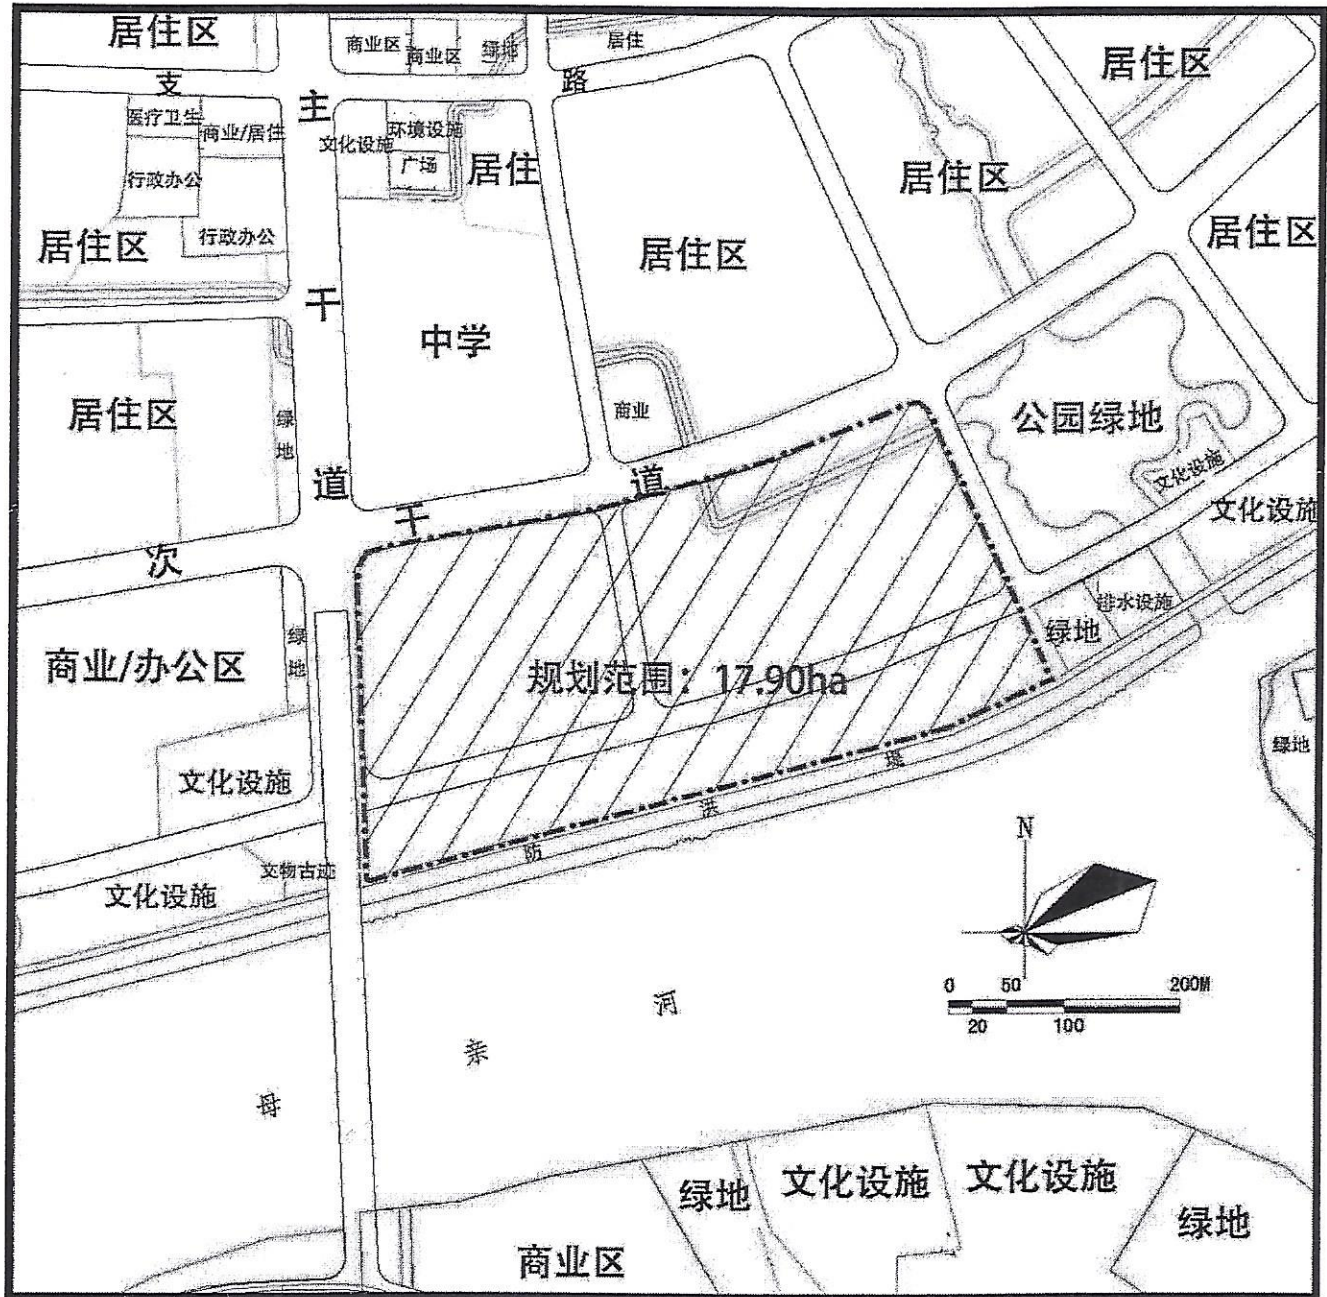 居住区
商业区
商业区
绿地
居住
居住区
支
主
路
医疗卫生
商业/居住
文化设施
环境设施
广场
居住
行政办公
居住区
居住区
行政办公
居住区
居住区
干
中学
居住区
绿地
商业
公园绿地
道
道
文化设施
干
文化设施
次
排水设施
绿地
商业/办公区
绿地
规划范围：17.90ha
绿地
文化设施
堤
洪
防
文物古迹
文化设施
N
0 50 200M
20 100
河
亲
母
绿地
文化设施
文化设施
绿地
商业区